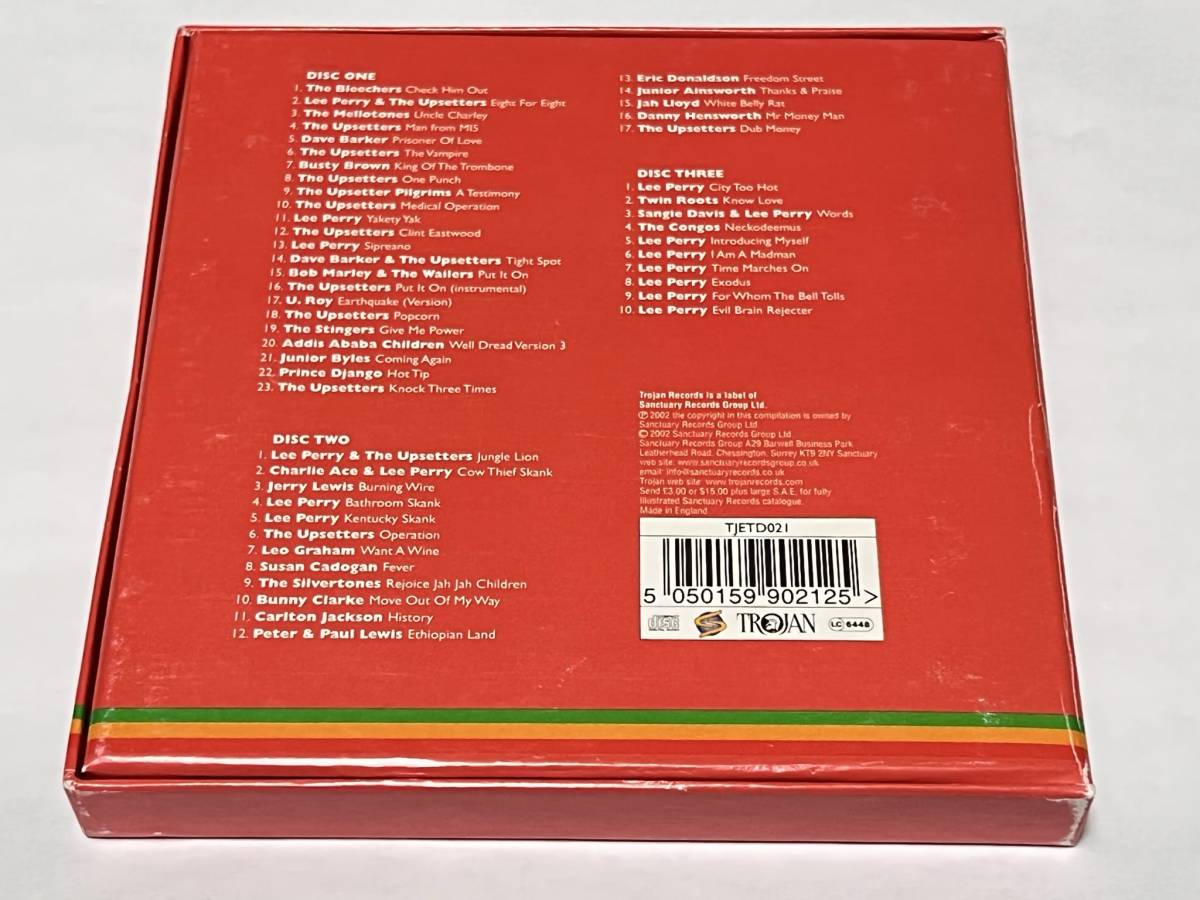 DISC ONE
1. The Bleechers Check Him Out
2. Lee Perry & The Upsetters Eight For Eight
3. The Mellotones Uncle Charley
4. The Upsetters Man from MI5
5. Dave Barker Prisoner Of Love
6. The Upsetters The Vampire
7. Busty Brown King Of The Trombone
8. The Upsetters One Punch
9. The Upsetter Pilgrims A Testimony
10. The Upsetters Medical Operation
11. Lee Perry Yakety Yak
12. The Upsetters Clint Eastwood
13. Lee Perry Sipreano
14. Dave Barker & The Upsetters Tight Spot
15. Bob Marley & The Wailers Put It On
16. The Upsetters Put It On (instrumental)
17. U. Roy Earthquake (Version)
18. The Upsetters Popcorn
19. The Stingers Give Me Power
20. Addis Ababa Children Well Dread Version 3
21. Junior Byles Coming Again
22. Prince Django Hot Tip
23. The Upsetters Knock Three Times
DISC TWO
1. Lee Perry & The Upsetters Jungle Lion
2. Charlie Ace & Lee Perry Cow Thief Skank
3. Jerry Lewis Burning Wire
4. Lee Perry Bathroom Skank
5. Lee Perry Kentucky Skank
6. The Upsetters Operation
7. Leo Graham Want A Wine
8. Susan Cadogan Fever
9. The Silvertones Rejoice Jah Jah Children
10. Bunny Clarke Move Out Of My Way
11. Carlton Jackson History
12. Peter & Paul Lewis Ethiopian Land
13. Eric Donaldson Freedom Street
14. Junior Ainsworth Thanks & Praise
15. Jah Lloyd White Belly Rat
16. Danny Hensworth Mr Money Man
17. The Upsetters Dub Money
DISC THREE
1. Lee Perry City Too Hot
2. Twin Roots Know Love
3. Sangie Davis & Lee Perry Words
4. The Congos Neckodeemus
5. Lee Perry Introducing Myself
6. Lee Perry I Am A Madman
7. Lee Perry Time Marches On
8. Lee Perry Exodus
9. Lee Perry For Whom The Bell Tolls
10. Lee Perry Evil Brain Rejecter
Trojan Records is a label of
Sanctuary Records Group Ltd.
℗ 2002 the copyright in this compilation is owned by
Sanctuary Records Group Ltd.
© 2002 Sanctuary Records Group Ltd.
Sanctuary Records Group A29 Barwell Business Park
Leatherhead Road, Chessington, Surrey KT9 2NY Sanctuary
web site: www.sanctuaryrecordsgroup.co.uk
email: info@sanctuaryrecords.co.uk
Trojan web site www.trojanrecords.com
Send £3.00 or $15.00 plus large S.A.E. for fully
illustrated Sanctuary Records catalogue.
Made in England
TJETD021
5 050159 902125 >
TROJAN
LC 6448